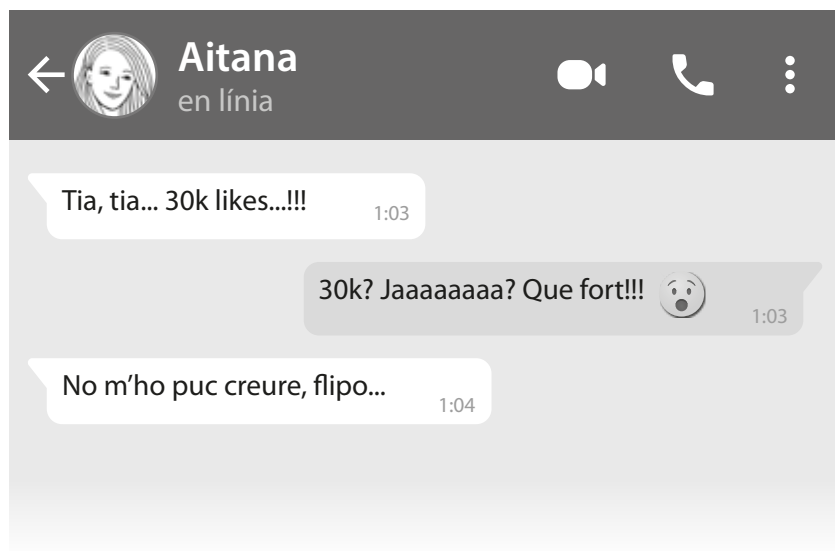 Aitana
en línia
Tia, tia... 30k likes...!!!
1:03
30k? Jaaaaaaaa? Que fort!!!
1:03
No m’ho puc creure, flipo...
1:04